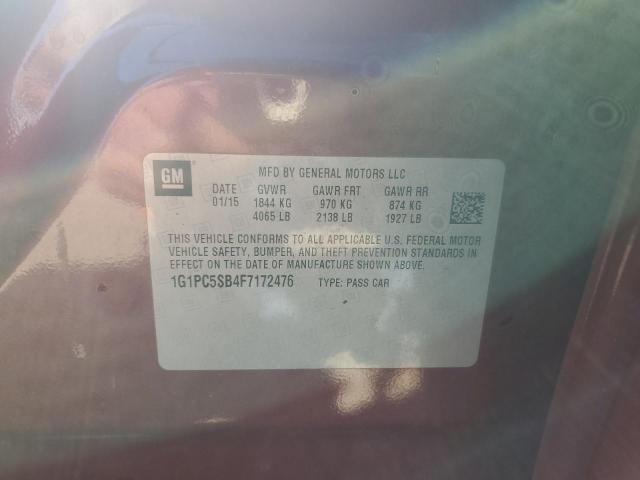 GM
MFD BY GENERAL MOTORS LLC
DATE GVWR GAWR FRT GAWR RR
01/15 1844 KG 970 KG 874 KG
4065 LB 2138 LB 1927 LB
THIS VEHICLE CONFORMS TO ALL APPLICABLE U.S. FEDERAL MOTOR
VEHICLE SAFETY, BUMPER, AND THEFT PREVENTION STANDARDS IN
EFFECT ON THE DATE OF MANUFACTURE SHOWN ABOVE.
1G1PC5SB4F7172476 TYPE: PASS CAR